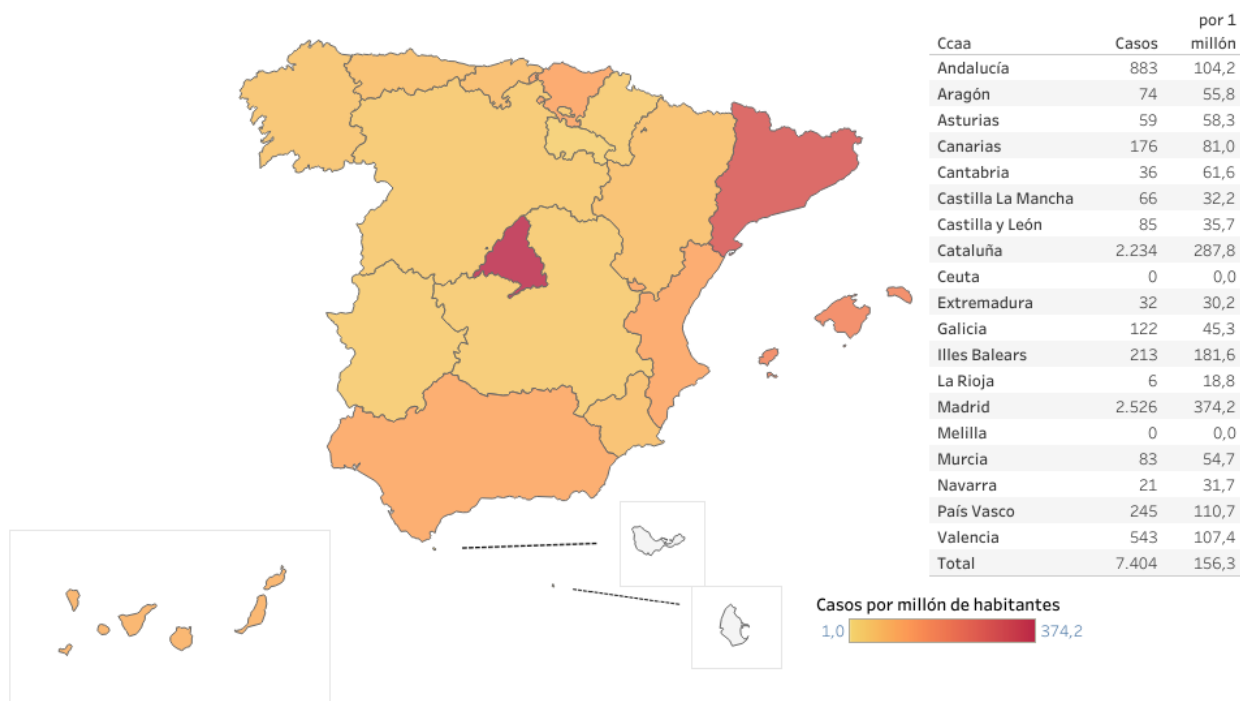 por 1
Ccaa Casos millón
Andalucía 883 104,2
Aragón 74 55,8
Asturias 59 58,3
Canarias 176 81,0
Cantabria 36 61,6
Castilla La Mancha 66 32,2
Castilla y León 85 35,7
Cataluña 2.234 287,8
Ceuta 0 0,0
Extremadura 32 30,2
Galicia 122 45,3
Illes Balears 213 181,6
La Rioja 6 18,8
Madrid 2.526 374,2
Melilla 0 0,0
Murcia 83 54,7
Navarra 21 31,7
País Vasco 245 110,7
Valencia 543 107,4
Total 7.404 156,3
Casos por millón de habitantes
1,0 374,2